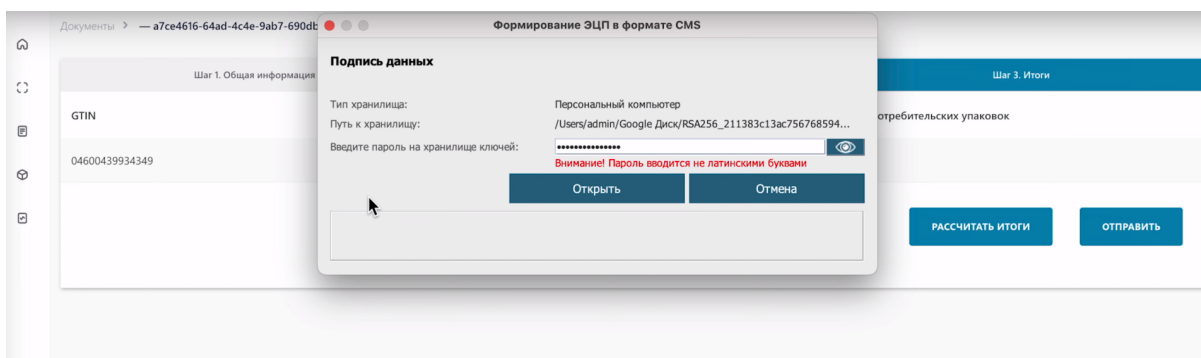 Документы > — a7ce4616-64ad-4c4e-9ab7-690db
Формирование ЭЦП в формате CMS
Подпись данных
Шаг 1. Общая информация
Шаг 3. Итоги
Тип хранилища: Персональный компьютер
GTIN
Путь к хранилищу: /Users/admin/Google Диск/RSA256_211383c13ac756768594...
отребительских упаковок
Введите пароль на хранилище ключей: •••••••••••••••
04600439934349
Внимание! Пароль вводится не латинскими буквами
Открыть Отмена
РАССЧИТАТЬ ИТОГИ ОТПРАВИТЬ